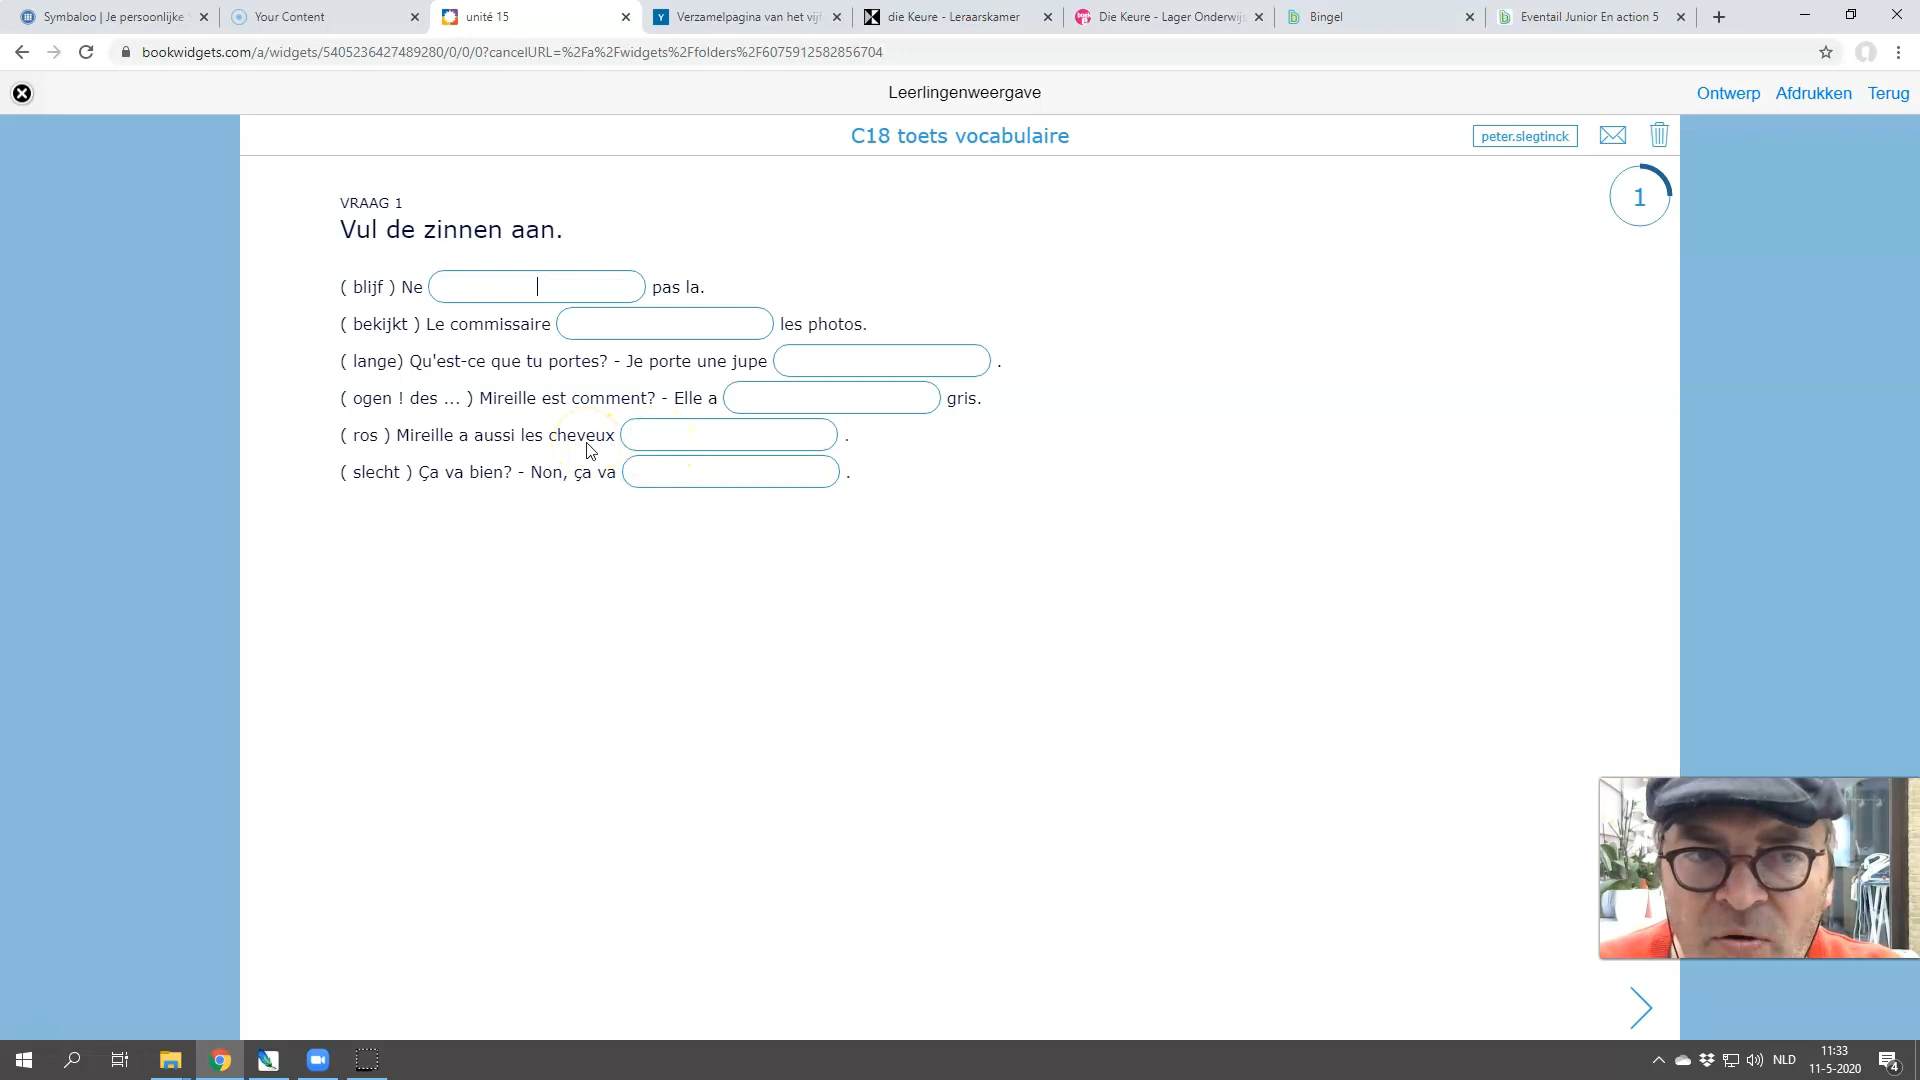 Symbaloo | Je persoonlijke
Your Content
unité 15
Verzamelpagina van het vijf
die Keure - Leraarskamer
Die Keure - Lager Onderwijs
Bingel
Eventail Junior En action 5
bookwidgets.com/a/widgets/5405236427489280/0/0/0?cancelURL=%2Fa%2Fwidgets%2Ffolders%2F6075912582856704
Leerlingenweergave
Ontwerp Afdrukken Terug
C18 toets vocabulaire
peter.slegtinck
1
VRAAG 1
Vul de zinnen aan.
( blijf ) Ne pas la.
( bekijkt ) Le commissaire les photos.
( lange) Qu'est-ce que tu portes? - Je porte une jupe .
( ogen ! des ... ) Mireille est comment? - Elle a gris.
( ros ) Mireille a aussi les cheveux .
( slecht ) Ça va bien? - Non, ça va .
NLD
11:33
11-5-2020
4